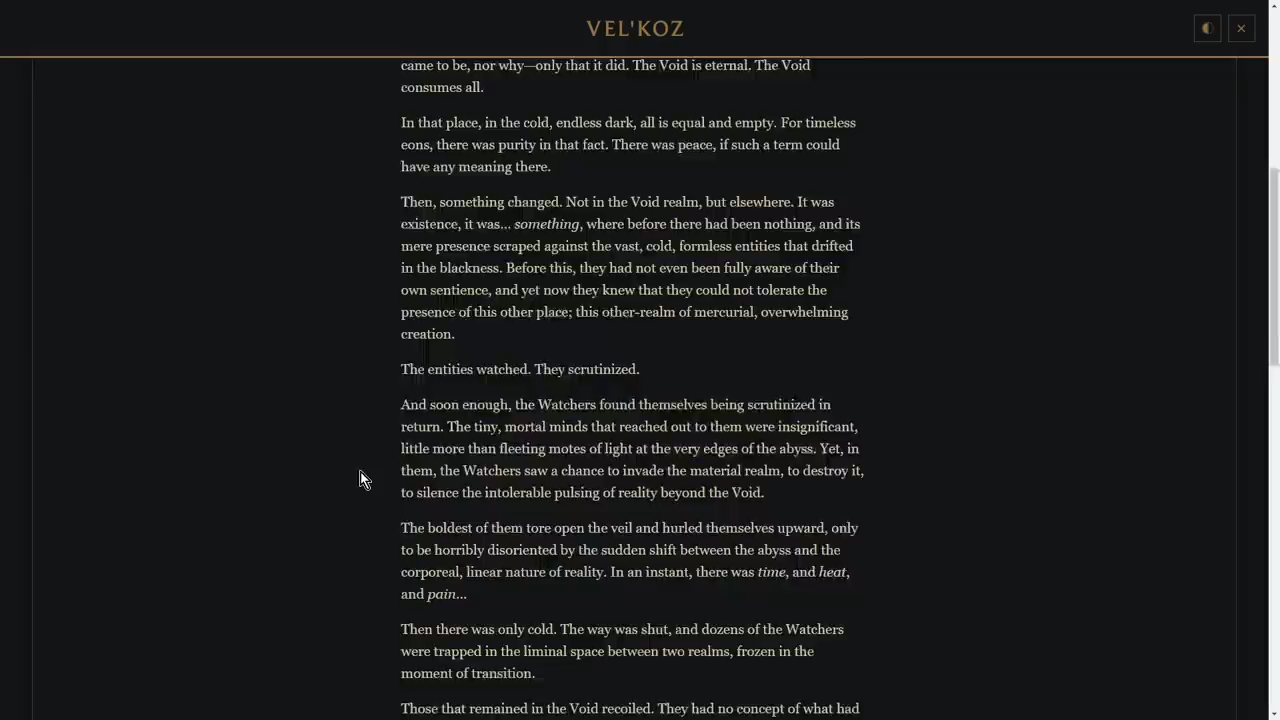 VEL'KOZ
came to be, nor why—only that it did. The Void is eternal. The Void
consumes all.
In that place, in the cold, endless dark, all is equal and empty. For timeless
eons, there was purity in that fact. There was peace, if such a term could
have any meaning there.
Then, something changed. Not in the Void realm, but elsewhere. It was
existence, it was... something, where before there had been nothing, and its
mere presence scraped against the vast, cold, formless entities that drifted
in the blackness. Before this, they had not even been fully aware of their
own sentience, and yet now they knew that they could not tolerate the
presence of this other place; this other-realm of mercurial, overwhelming
creation.
The entities watched. They scrutinized.
And soon enough, the Watchers found themselves being scrutinized in
return. The tiny, mortal minds that reached out to them were insignificant,
little more than fleeting motes of light at the very edges of the abyss. Yet, in
them, the Watchers saw a chance to invade the material realm, to destroy it,
to silence the intolerable pulsing of reality beyond the Void.
The boldest of them tore open the veil and hurled themselves upward, only
to be horribly disoriented by the sudden shift between the abyss and the
corporeal, linear nature of reality. In an instant, there was time, and heat,
and pain...
Then there was only cold. The way was shut, and dozens of the Watchers
were trapped in the liminal space between two realms, frozen in the
moment of transition.
Those that remained in the Void recoiled. They had no concept of what had